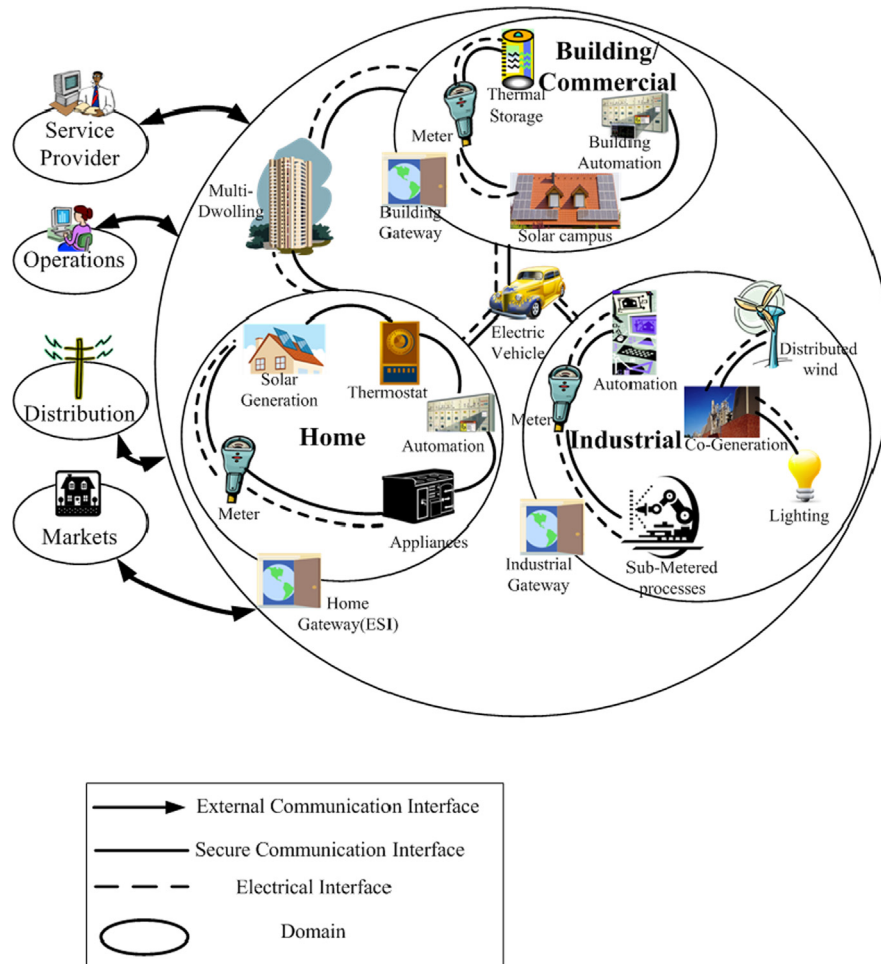 Building/
Commercial
Thermal
Storage
Meter
Building
Automation
Building
Gateway
Solar campus
Service
Provider
Multi-
Dwolling
Operations
Electric
Vehicle
Distribution
Solar
Generation
Thermostat
Home
Automation
Meter
Appliances
Home
Gateway(ESI)
Automation
Distributed
wind
Meter
Industrial
Co-Generation
Lighting
Industrial
Gateway
Sub-Metered
processes
Markets
External Communication Interface
Secure Communication Interface
Electrical Interface
Domain